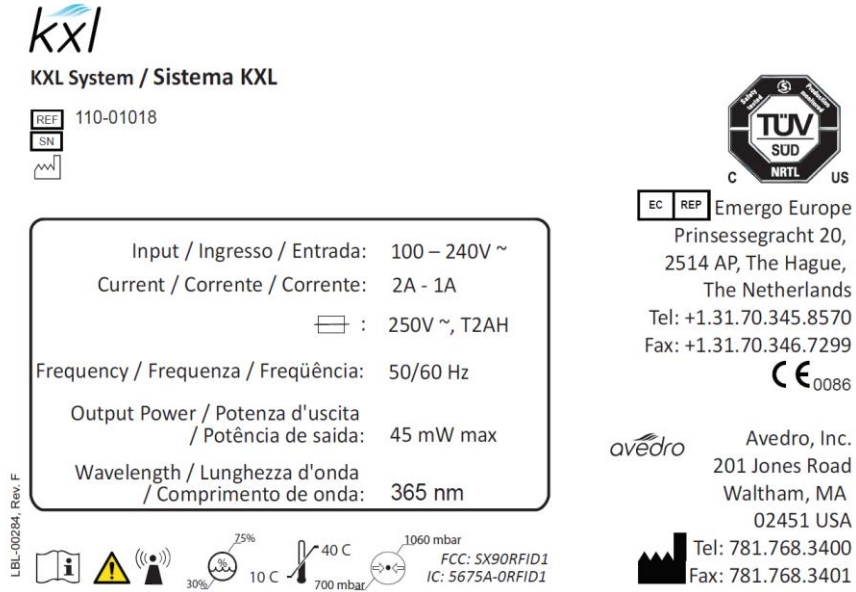 kxl
KXL System / Sistema KXL
REF 110-01018
SN
Input / Ingresso / Entrada: 100 – 240V ~
Current / Corrente / Corrente: 2A - 1A
: 250V ~, T2AH
Frequency / Frequenza / Freqüência: 50/60 Hz
Output Power / Potenza d'uscita
/ Potência de saida: 45 mW max
Wavelength / Lunghezza d'onda
/ Comprimento de onda: 365 nm
LBL-00284, Rev. F
i
75%
%
30%
40 C
10 C
1060 mbar
700 mbar
FCC: SX90RFID1
IC: 5675A-0RFID1
Safety tested
S
Production monitored
TÜV
SÜD
NRTL
C US
EC REP Emergo Europe
Prinsessegracht 20,
2514 AP, The Hague,
The Netherlands
Tel: +1.31.70.345.8570
Fax: +1.31.70.346.7299
CE 0086
avedro
Avedro, Inc.
201 Jones Road
Waltham, MA
02451 USA
Tel: 781.768.3400
Fax: 781.768.3401